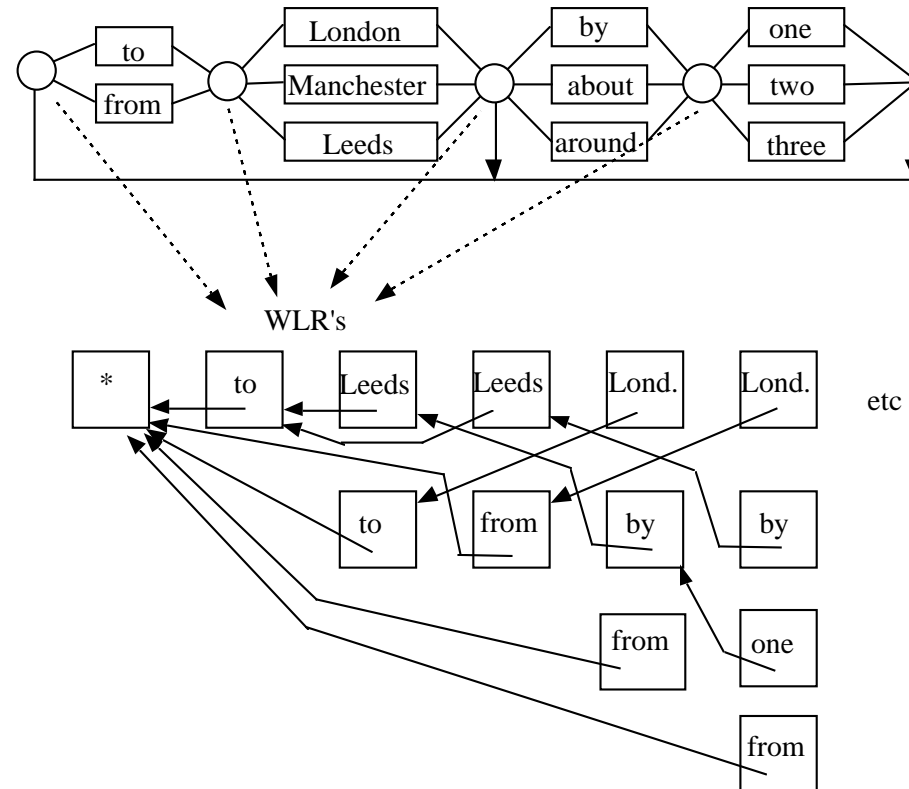 London by one
to
Manchester about two
from
Leeds around three
WLR's
* to Leeds Leeds Lond. Lond. etc
to from by by
from one
from